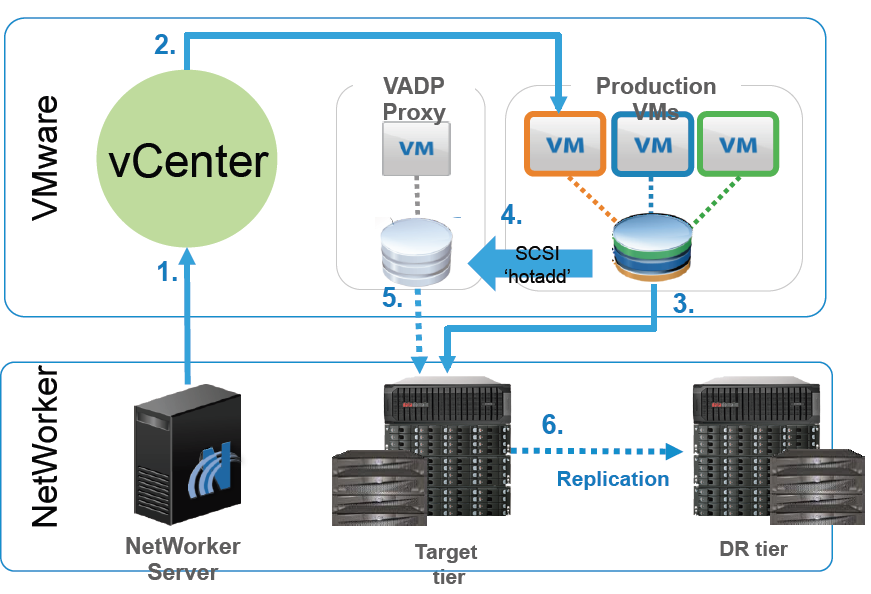 2.
VMware
vCenter
VADP
Proxy
VM
Production
VMs
VM
VM
VM
4.
SCSI
‘hotadd’
1.
5.
3.
NetWorker
6.
Replication
N
NetWorker
Server
Target
tier
DR tier